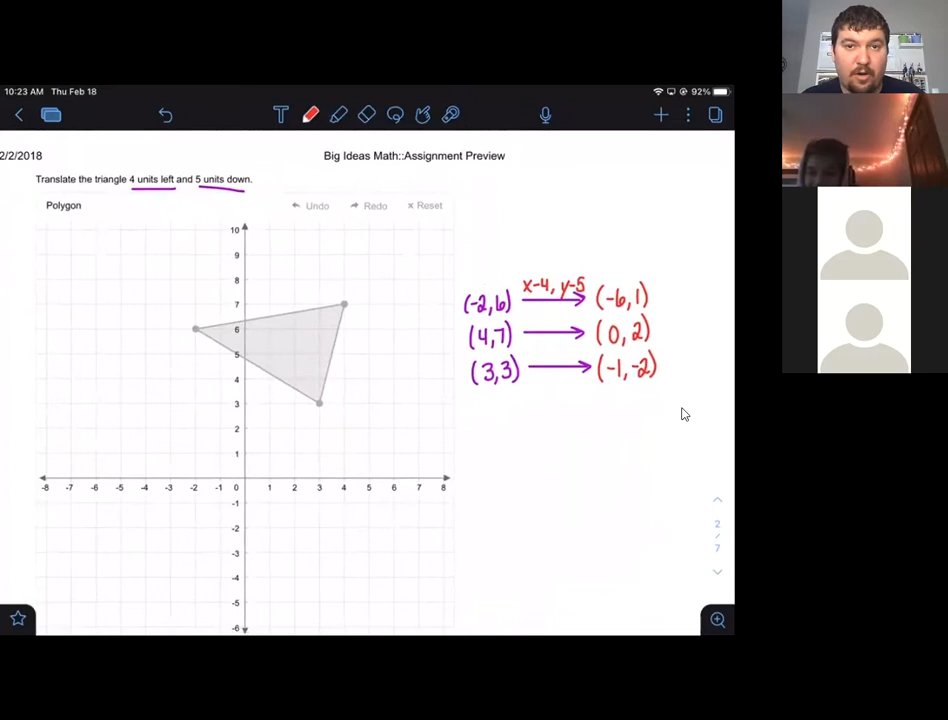 10:23 AM Thu Feb 18
92%
2/2/2018
Big Ideas Math::Assignment Preview
Translate the triangle 4 units left and 5 units down.
Polygon
Undo
Redo
× Reset
10
9
8
7
6
5
4
3
2
1
-8 -7 -6 -5 -4 -3 -2 -1 0 1 2 3 4 5 6 7 8
-1
-2
-3
-4
-5
-6
x-4, y-5
(-2,6) → (-6,1)
(4,7) → (0,2)
(3,3) → (-1,-2)
2
/
7